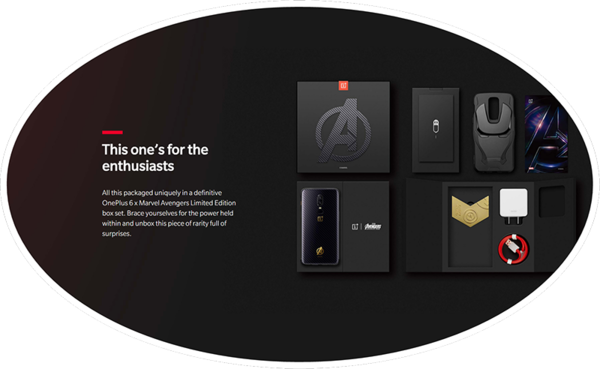 This one's for the
enthusiasts
All this packaged uniquely in a definitive
OnePlus 6 x Marvel Avengers Limited Edition
box set. Brace yourselves for the power held
within and unbox this piece of rarity full of
surprises.